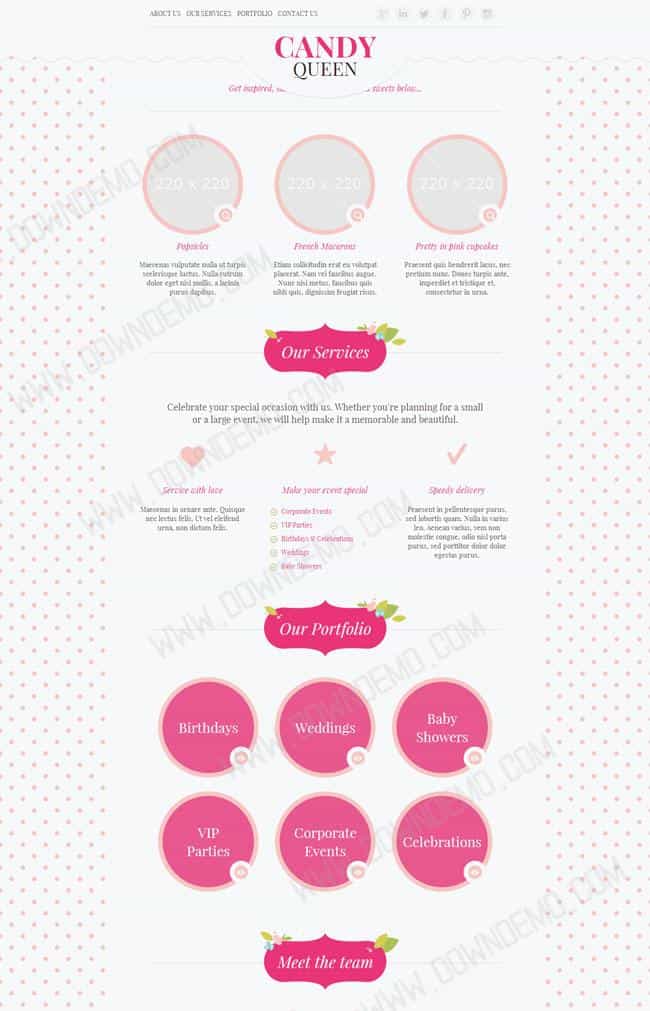 ABOUT US OUR SERVICES PORTFOLIO CONTACT US
CANDY
QUEEN
Get inspired, sweets below...
220 x 220 220 x 220 220 x 220
Popsicles French Macarons Pretty in pink cupcakes
Maecenas vulputate nulla ut turpis
scelerisque luctus. Nulla rutrum
dolor eget nisl mollis, a lacinia
purus dapibus.
Etiam sollicitudin erat eu volutpat
placerat. Nam vel faucibus augue.
Nunc nisi metus, faucibus quis
nibh quis, dignissim feugiat risus.
Praesent quis hendrerit lacus, nec
pretium nunc. Donec turpis ante,
imperdiet et tristique et,
consectetur in urna.
Our Services
Celebrate your special occasion with us. Whether you're planning for a small
or a large event, we will help make it a memorable and beautiful.
Service with love Make your event special Speedy delivery
Maecenas in ornare ante. Quisque
nec lectus felis. Ut vel eleifend
urna, non dictum felis.
Corporate Events
VIP Parties
Birthdays & Celebrations
Weddings
Baby Showers
Praesent in pellentesque purus,
sed lobortis quam. Nulla in varius
leo. Aenean varius, sem non
molestie congue, odio nisl porta
purus, sed porttitor dolor dolor
egestas purus.
Our Portfolio
Birthdays
Weddings
Baby
Showers
VIP
Parties
Corporate
Events
Celebrations
Meet the team
WWW.DOWNDEMO.COM